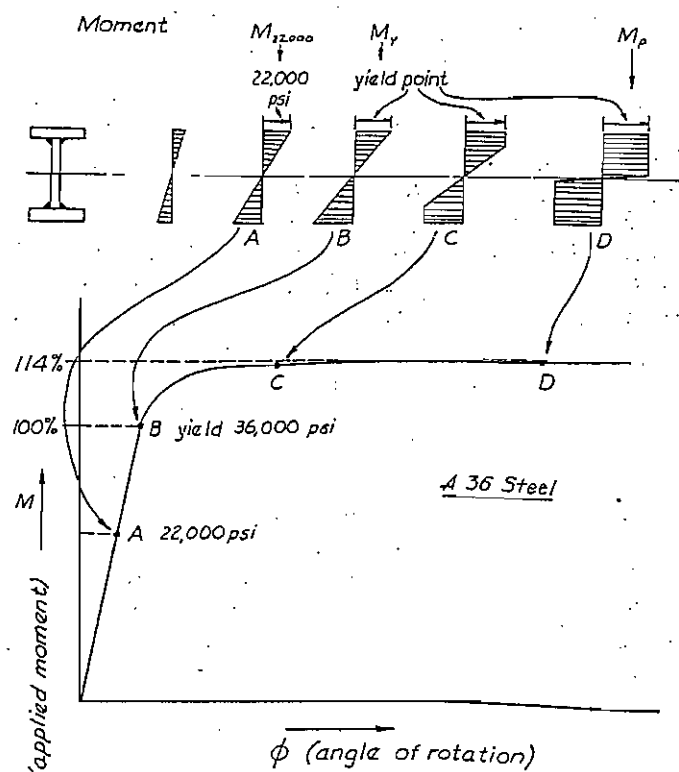 Moment
M22,000
22,000
psi
My
yield point
Mp
A
B
C
D
114%
C
D
100%
B yield 36,000 psi
A 36 Steel
M
A 22,000 psi
(applied moment)
ϕ (angle of rotation)